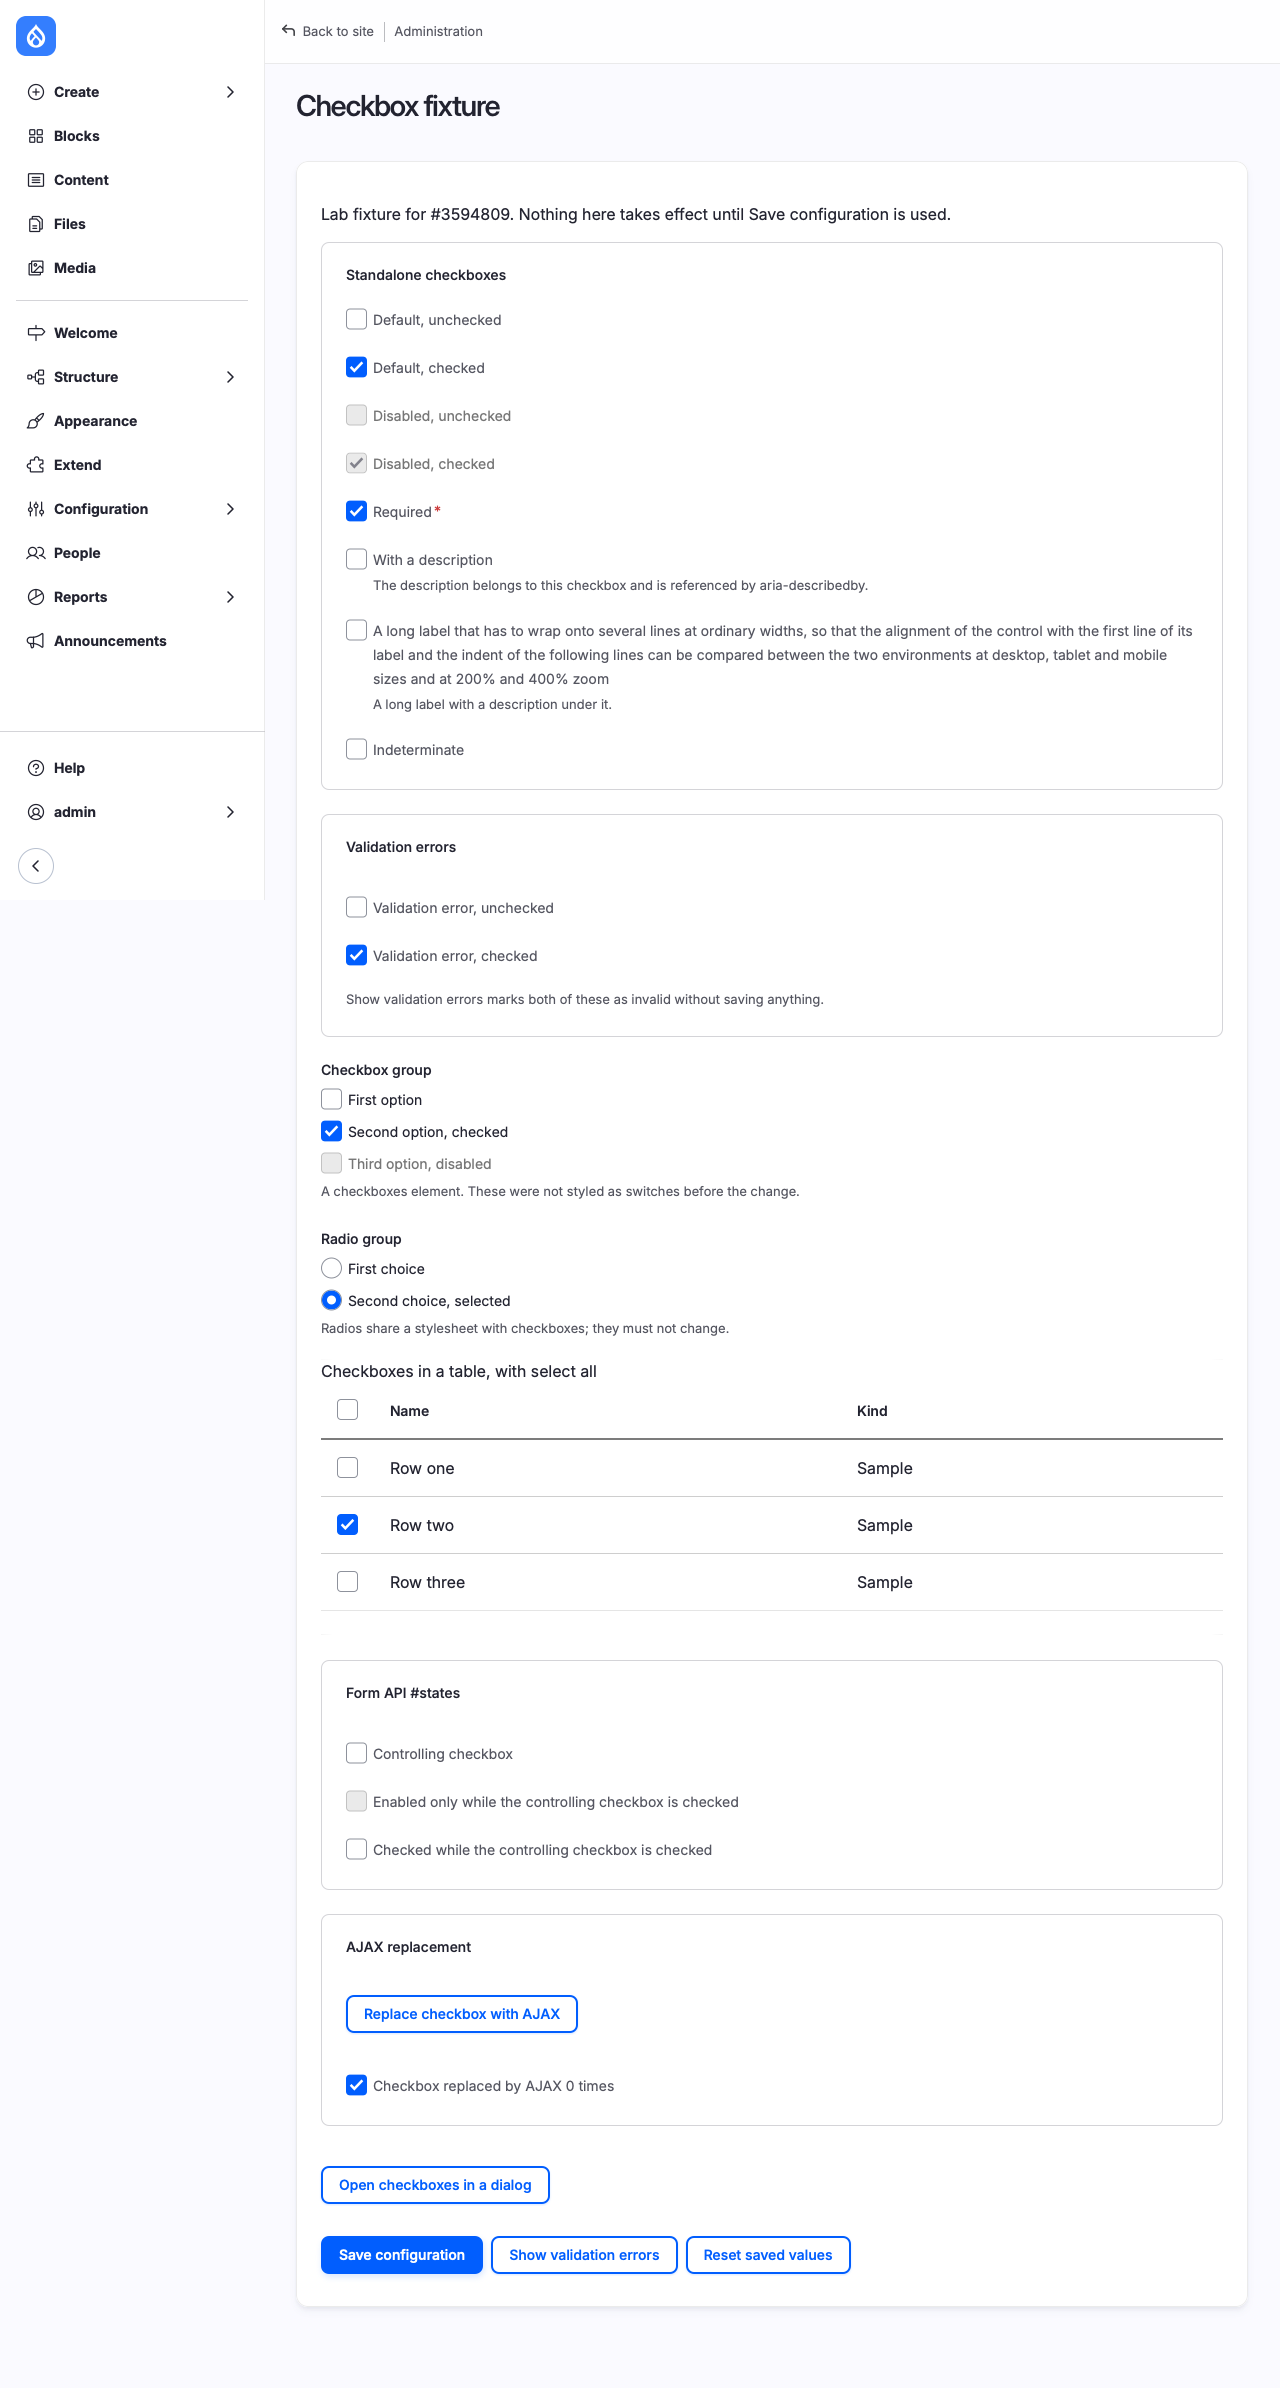 Back to site
Administration
Create
Blocks
Content
Files
Media
Welcome
Structure
Appearance
Extend
Configuration
People
Reports
Announcements
Help
admin
Checkbox fixture
Lab fixture for #3594809. Nothing here takes effect until Save configuration is used.
Standalone checkboxes
Default, unchecked
Default, checked
Disabled, unchecked
Disabled, checked
Required*
With a description
The description belongs to this checkbox and is referenced by aria-describedby.
A long label that has to wrap onto several lines at ordinary widths, so that the alignment of the control with the first line of its
label and the indent of the following lines can be compared between the two environments at desktop, tablet and mobile
sizes and at 200% and 400% zoom
A long label with a description under it.
Indeterminate
Validation errors
Validation error, unchecked
Validation error, checked
Show validation errors marks both of these as invalid without saving anything.
Checkbox group
First option
Second option, checked
Third option, disabled
A checkboxes element. These were not styled as switches before the change.
Radio group
First choice
Second choice, selected
Radios share a stylesheet with checkboxes; they must not change.
Checkboxes in a table, with select all
Name Kind
Row one Sample
Row two Sample
Row three Sample
Form API #states
Controlling checkbox
Enabled only while the controlling checkbox is checked
Checked while the controlling checkbox is checked
AJAX replacement
Replace checkbox with AJAX
Checkbox replaced by AJAX 0 times
Open checkboxes in a dialog
Save configuration
Show validation errors
Reset saved values